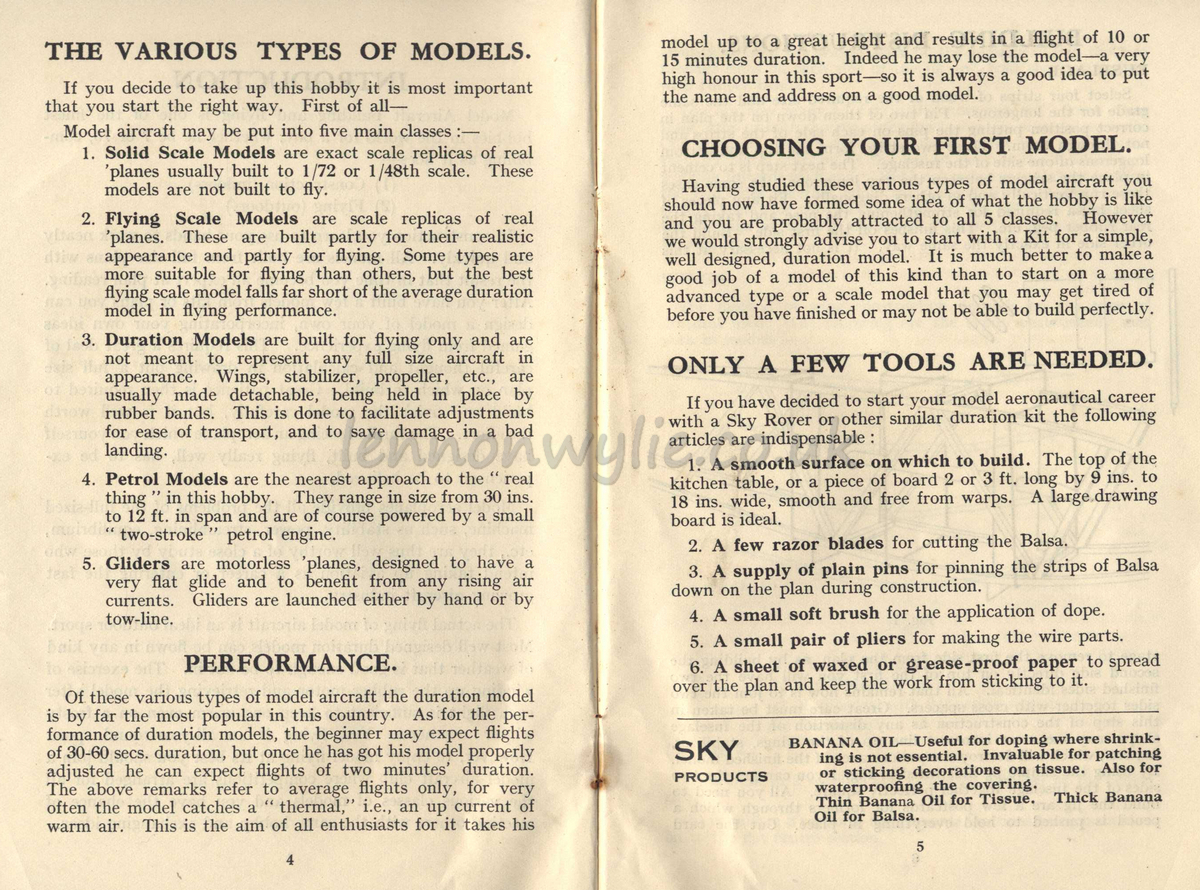 THE VARIOUS TYPES OF MODELS.
If you decide to take up this hobby it is most important
that you start the right way. First of all—
Model aircraft may be put into five main classes :—
1. Solid Scale Models are exact scale replicas of real
'planes usually built to 1/72 or 1/48th scale. These
models are not built to fly.
2. Flying Scale Models are scale replicas of real
'planes. These are built partly for their realistic
appearance and partly for flying. Some types are
more suitable for flying than others, but the best
flying scale model falls far short of the average duration
model in flying performance.
3. Duration Models are built for flying only and are
not meant to represent any full size aircraft in
appearance. Wings, stabilizer, propeller, etc., are
usually made detachable, being held in place by
rubber bands. This is done to facilitate adjustments
for ease of transport, and to save damage in a bad
landing.
4. Petrol Models are the nearest approach to the " real
thing " in this hobby. They range in size from 30 ins.
to 12 ft. in span and are of course powered by a small
" two-stroke " petrol engine.
5. Gliders are motorless 'planes, designed to have a
very flat glide and to benefit from any rising air
currents. Gliders are launched either by hand or by
tow-line.
PERFORMANCE.
Of these various types of model aircraft the duration model
is by far the most popular in this country. As for the per-
formance of duration models, the beginner may expect flights
of 30-60 secs. duration, but once he has got his model properly
adjusted he can expect flights of two minutes' duration.
The above remarks refer to average flights only, for very
often the model catches a " thermal," i.e., an up current of
warm air. This is the aim of all enthusiasts for it takes his
4
model up to a great height and results in a flight of 10 or
15 minutes duration. Indeed he may lose the model—a very
high honour in this sport—so it is always a good idea to put
the name and address on a good model.
CHOOSING YOUR FIRST MODEL.
Having studied these various types of model aircraft you
should now have formed some idea of what the hobby is like
and you are probably attracted to all 5 classes. However
we would strongly advise you to start with a Kit for a simple,
well designed, duration model. It is much better to make a
good job of a model of this kind than to start on a more
advanced type or a scale model that you may get tired of
before you have finished or may not be able to build perfectly.
ONLY A FEW TOOLS ARE NEEDED.
If you have decided to start your model aeronautical career
with a Sky Rover or other similar duration kit the following
articles are indispensable :
1. A smooth surface on which to build. The top of the
kitchen table, or a piece of board 2 or 3 ft. long by 9 ins. to
18 ins. wide, smooth and free from warps. A large drawing
board is ideal.
2. A few razor blades for cutting the Balsa.
3. A supply of plain pins for pinning the strips of Balsa
down on the plan during construction.
4. A small soft brush for the application of dope.
5. A small pair of pliers for making the wire parts.
6. A sheet of waxed or grease-proof paper to spread
over the plan and keep the work from sticking to it.
SKY
PRODUCTS
BANANA OIL—Useful for doping where shrink-
ing is not essential. Invaluable for patching
or sticking decorations on tissue. Also for
waterproofing the covering.
Thin Banana Oil for Tissue. Thick Banana
Oil for Balsa.
5
lennonwylie.co.uk